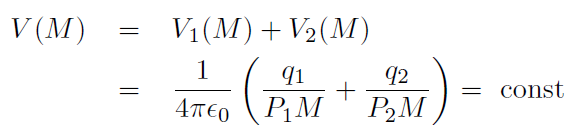 V(M) = V₁(M) + V₂(M)
= 1/(4πϵ₀) (q₁/(P₁M) + q₂/(P₂M)) = const